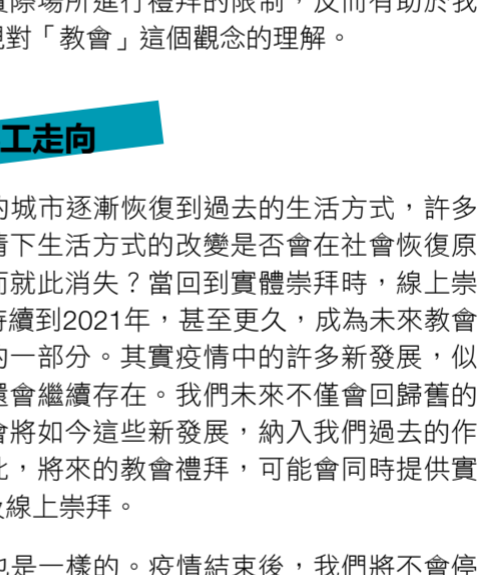 際場所進行禮拜的限制，反而有助於我
對「教會」這個觀念的理解。
工走向
的城市逐漸恢復到過去的生活方式，許多
下生活方式的改變是否會在社會恢復原
而就此消失？當回到實體崇拜時，線上崇
持續到2021年，甚至更久，成為未來教會
的一部分。其實疫情中的許多新發展，似
還會繼續存在。我們未來不僅會回歸舊的
會將如今這些新發展，納入我們過去的作
，將來的教會禮拜，可能會同時提供實
線上崇拜。
也是一樣的。疫情結束後，我們將不會停